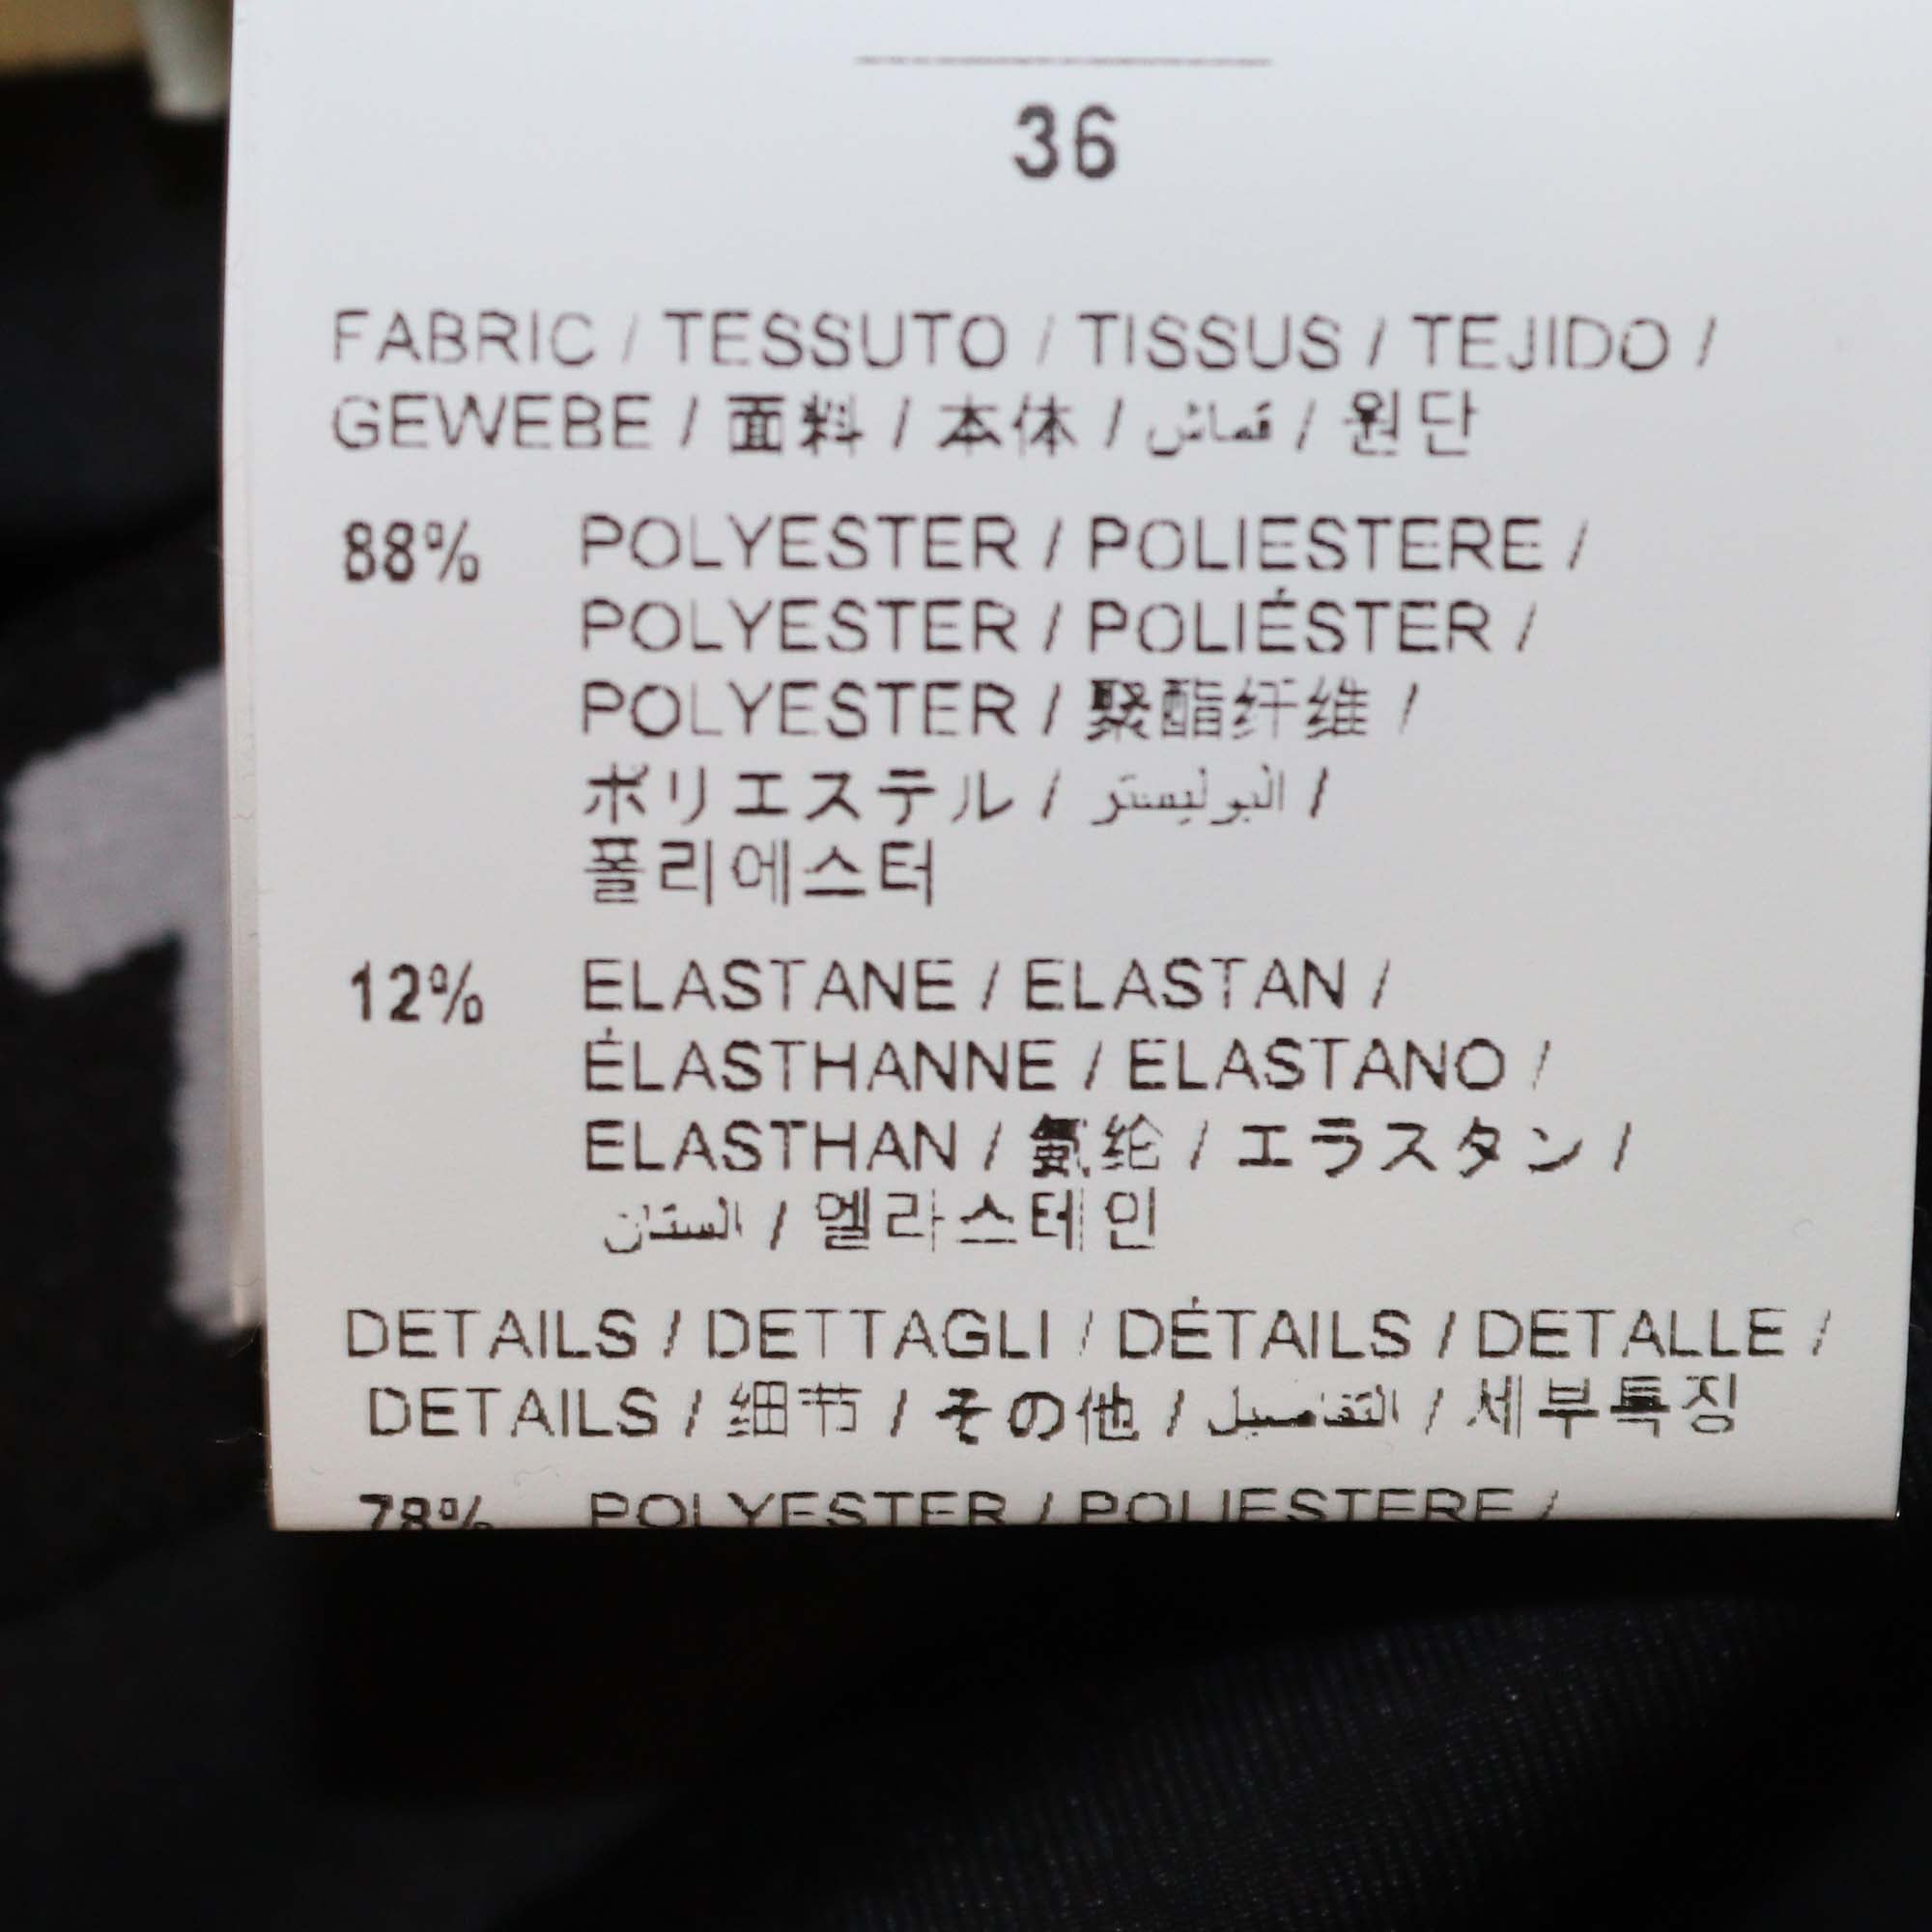 36
FABRIC / TESSUTO / TISSUS / TEJIDO /
GEWEBE / 面料 / 本体 / قماش / 원단
88% POLYESTER / POLIESTERE /
POLYESTER / POLIÉSTER /
POLYESTER / 聚酯纤维 /
ポリエステル / البوليستر /
폴리에스터
12% ELASTANE / ELASTAN /
ÉLASTHANNE / ELASTANO /
ELASTHAN / 氨纶 / エラスタン /
الستان / 엘라스테인
DETAILS / DETTAGLI / DÉTAILS / DETALLE /
DETAILS / 细节 / その他 / التفاصيل / 세부특징
78% POLYESTER / POLIESTERE /